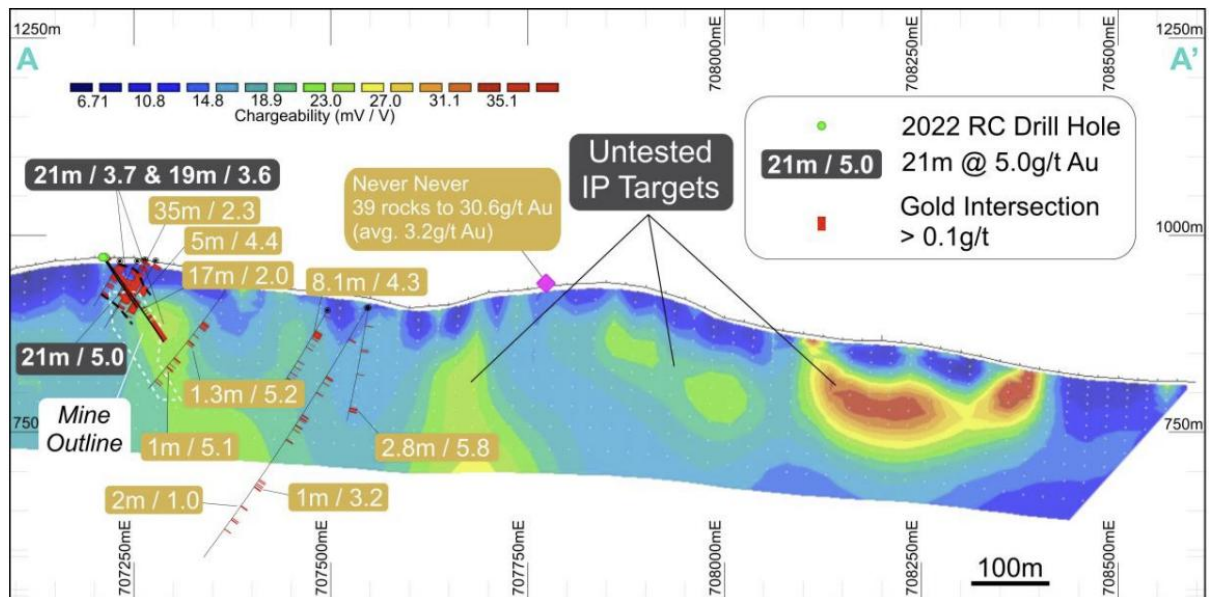 1250m
708000mE
708250mE
708500mE
1250m
A
A'
6.71 10.8 14.8 18.9 23.0 27.0 31.1 35.1
Chargeability (mV / V)
2022 RC Drill Hole
21m / 5.0
21m @ 5.0g/t Au
Gold Intersection
> 0.1g/t
Untested
IP Targets
21m / 3.7 & 19m / 3.6
Never Never
39 rocks to 30.6g/t Au
(avg. 3.2g/t Au)
35m / 2.3
5m / 4.4
1000m
17m / 2.0
8.1m / 4.3
21m / 5.0
1.3m / 5.2
Mine
Outline
750
750m
1m / 5.1
2.8m / 5.8
2m / 1.0
1m / 3.2
707250mE
707500mE
707750mE
708000mE
708250mE
708500mE
100m